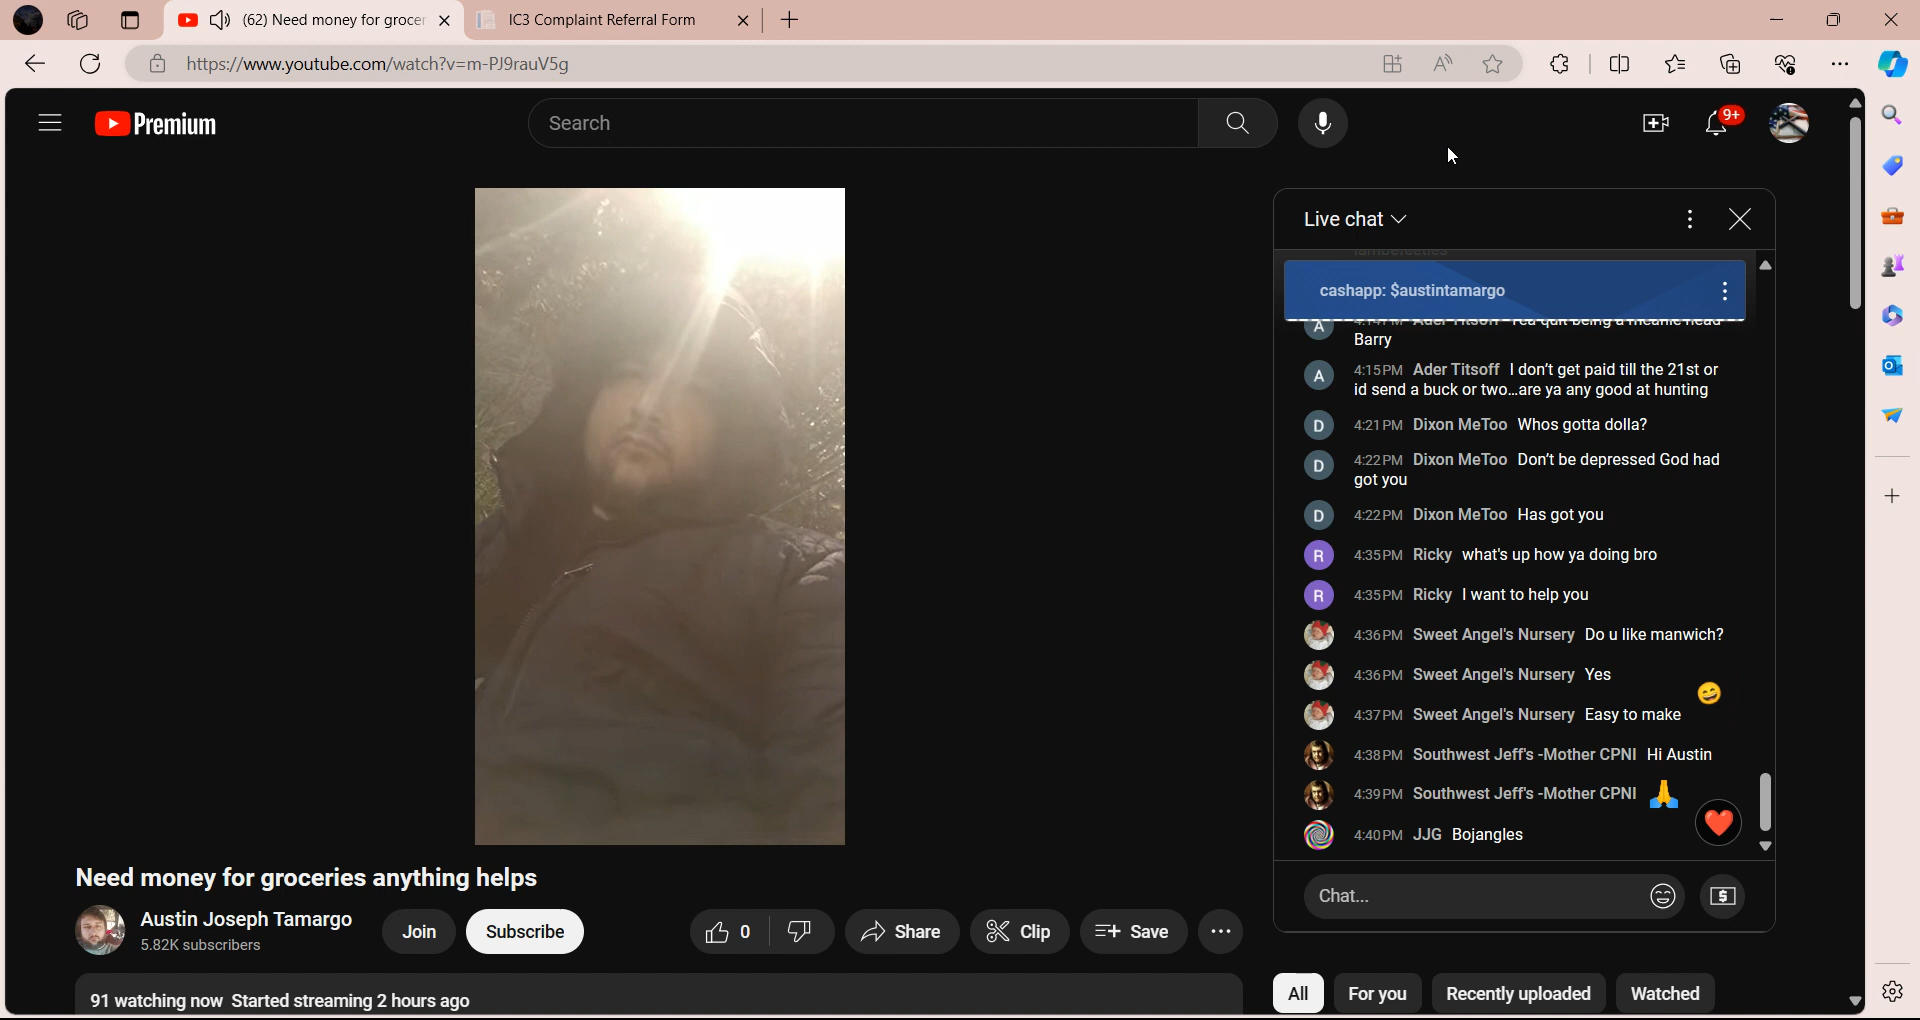 (62) Need money for grocer
IC3 Complaint Referral Form
https://www.youtube.com/watch?v=m-PJ9rauV5g
Premium
Search
9+
Live chat
cashapp: $austintamargo
Barry
A 4:15PM Ader Titsoff I don't get paid till the 21st or
id send a buck or two...are ya any good at hunting
D 4:21PM Dixon MeToo Whos gotta dolla?
D 4:22PM Dixon MeToo Don't be depressed God had
got you
D 4:22PM Dixon MeToo Has got you
R 4:35PM Ricky what's up how ya doing bro
R 4:35PM Ricky I want to help you
4:36PM Sweet Angel's Nursery Do u like manwich?
4:36PM Sweet Angel's Nursery Yes
4:37PM Sweet Angel's Nursery Easy to make
4:38PM Southwest Jeff's -Mother CPNI Hi Austin
4:39PM Southwest Jeff's -Mother CPNI
4:40PM JJG Bojangles
Chat...
Need money for groceries anything helps
Austin Joseph Tamargo
5.82K subscribers
Join
Subscribe
0
Share
Clip
Save
91 watching now Started streaming 2 hours ago
All
For you
Recently uploaded
Watched